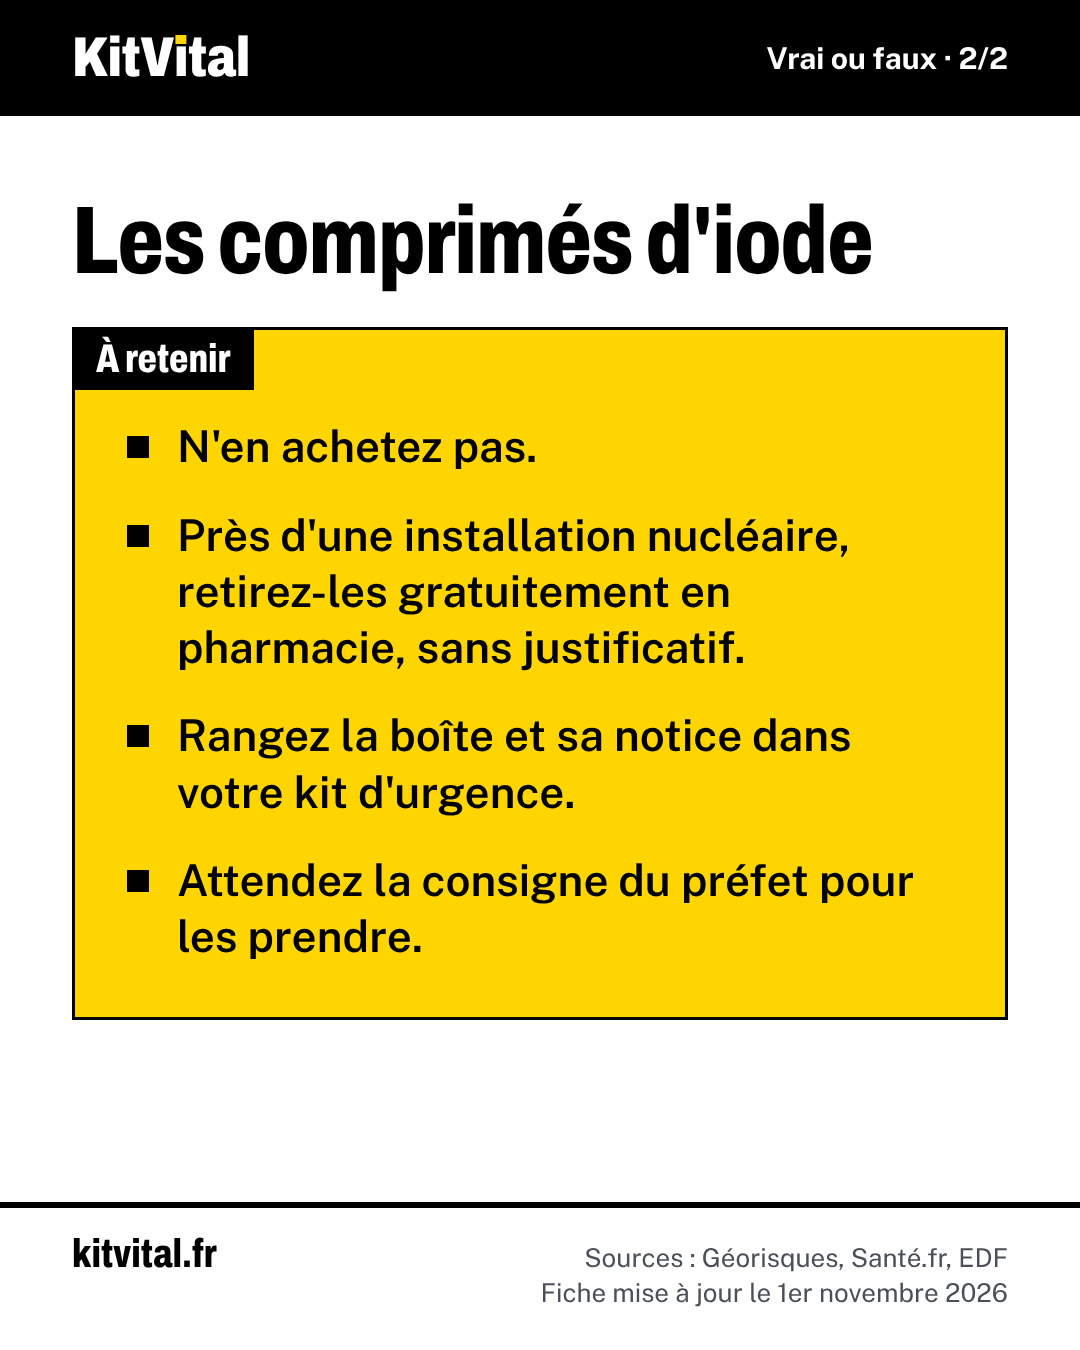 KitVital
Vrai ou faux · 2/2
Les comprimés d'iode
À retenir
N'en achetez pas.
Près d'une installation nucléaire,
retirez-les gratuitement en
pharmacie, sans justificatif.
Rangez la boîte et sa notice dans
votre kit d'urgence.
Attendez la consigne du préfet pour
les prendre.
kitvital.fr
Sources : Géorisques, Santé.fr, EDF
Fiche mise à jour le 1er novembre 2026